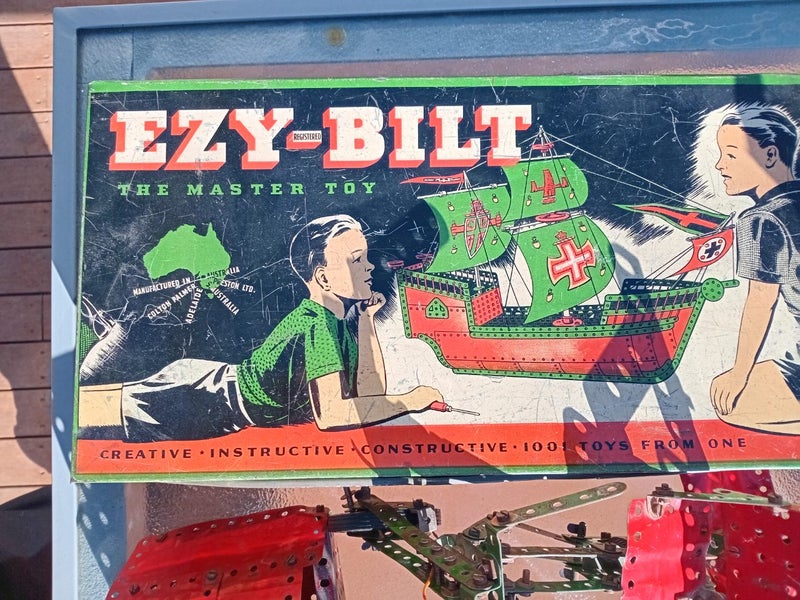 EZY-BILT
REGISTERED
THE MASTER TOY
MANUFACTURED IN AUSTRALIA
COLTON PALMER PRESTON LTD.
ADELAIDE AUSTRALIA
CREATIVE • INSTRUCTIVE • CONSTRUCTIVE • 1001 TOYS FROM ONE